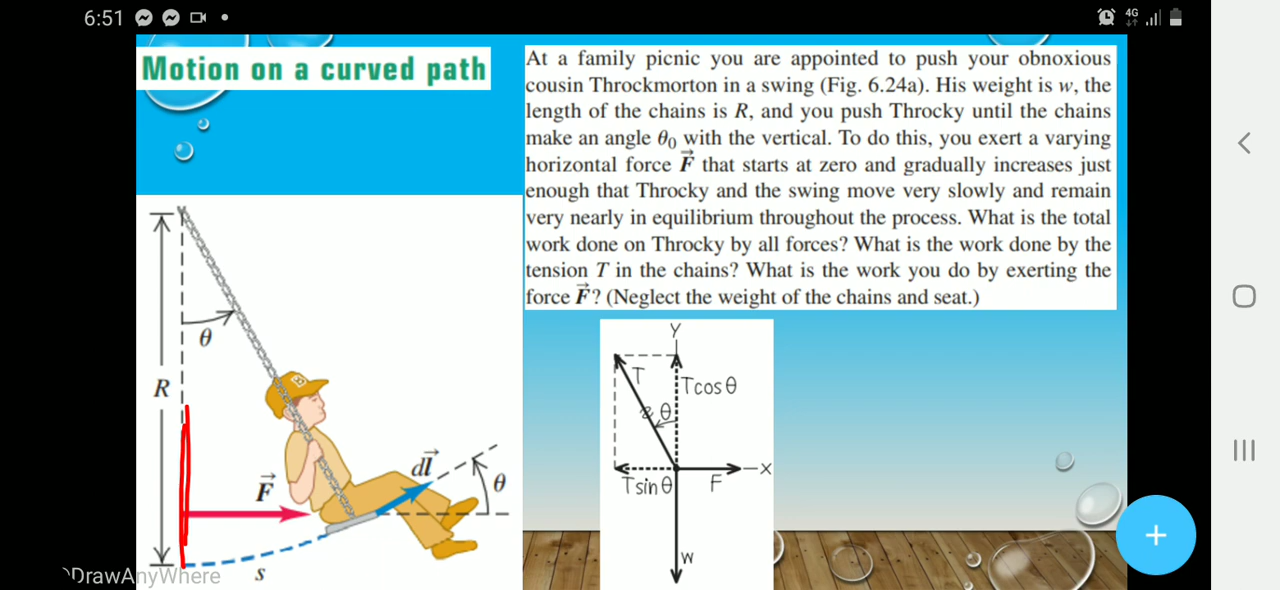 6:51
4G
Motion on a curved path
At a family picnic you are appointed to push your obnoxious
cousin Throckmorton in a swing (Fig. 6.24a). His weight is w, the
length of the chains is R, and you push Throcky until the chains
make an angle θ₀ with the vertical. To do this, you exert a varying
horizontal force F⃗ that starts at zero and gradually increases just
enough that Throcky and the swing move very slowly and remain
very nearly in equilibrium throughout the process. What is the total
work done on Throcky by all forces? What is the work done by the
tension T in the chains? What is the work you do by exerting the
force F⃗? (Neglect the weight of the chains and seat.)
θ
R
B
F⃗
dl⃗
θ
s
Y
T
Tcosθ
θ
X
Tsinθ
F
W
DrawAnyWhere
+